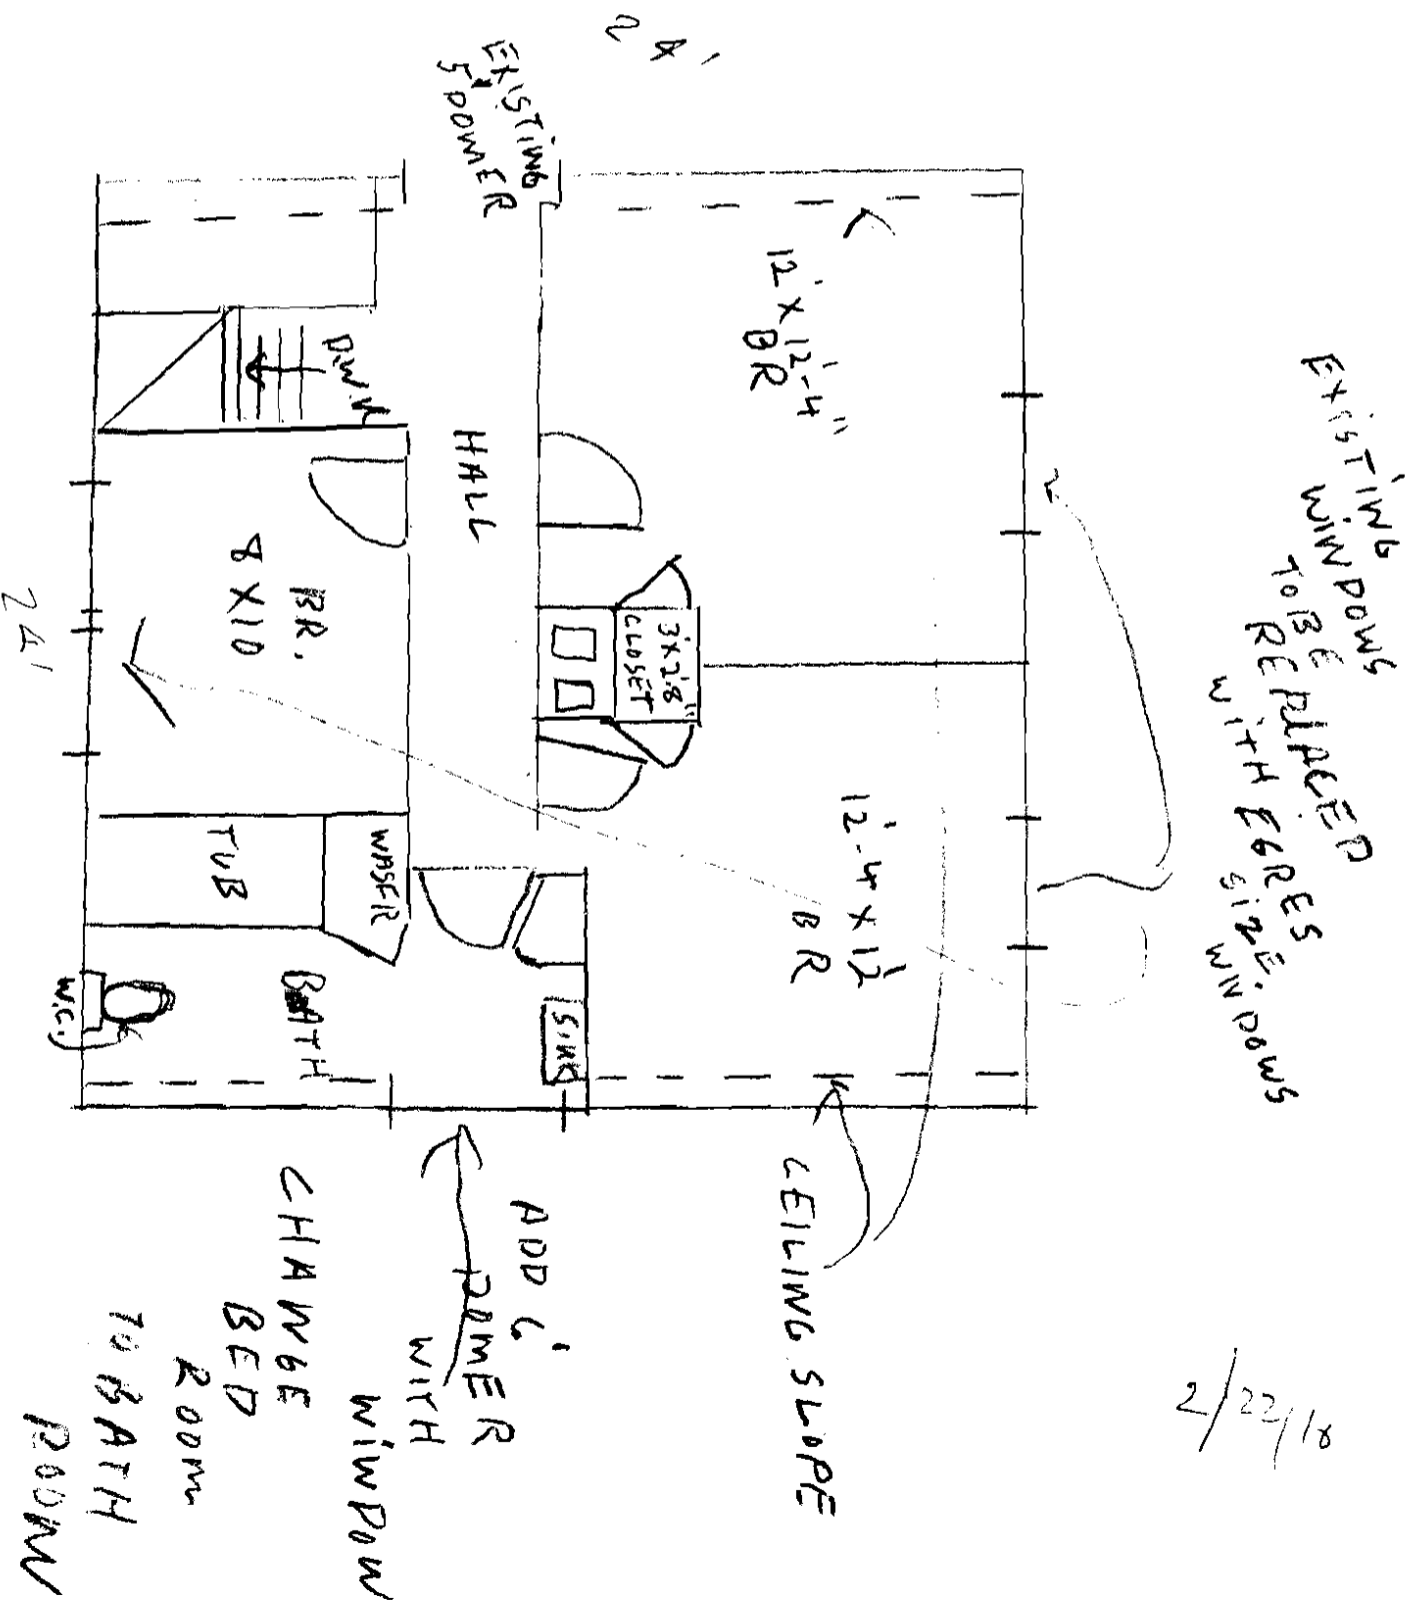 EXISTING
WINDOWS
TO BE
REPLACED
WITH EGRES
SIZE.
WINDOWS
2/22/18
24'
EXISTING
5' DOMER
12' X 12'-4"
BR
12'-4 X 12'
BR
CEILING SLOPE
3' X 2'8"
CLOSET
HALL
DWN
BR.
8 X 10
24'
TUB
WASER
BATH
W.C.
SINK
ADD 6'
DOMER
WITH
WINDOW
CHANGE
BED
ROOM
TO BATH
ROOM